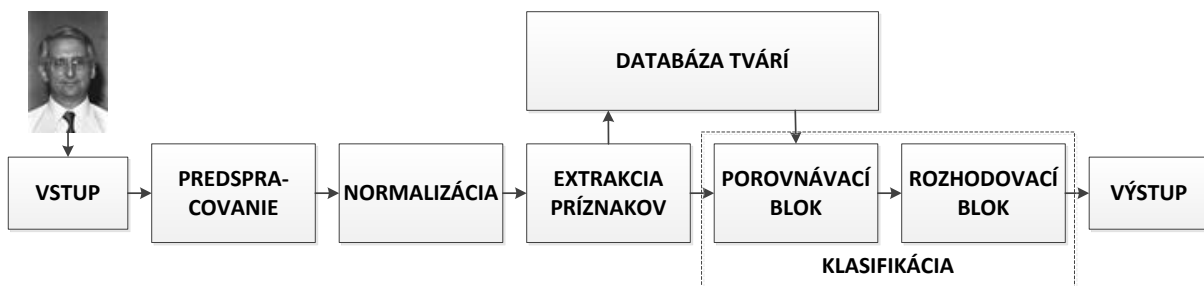 DATABÁZA TVÁRÍ
VSTUP
PREDSPRA-
COVANIE
NORMALIZÁCIA
EXTRAKCIA
PRÍZNAKOV
POROVNÁVACÍ
BLOK
ROZHODOVACÍ
BLOK
VÝSTUP
KLASIFIKÁCIA